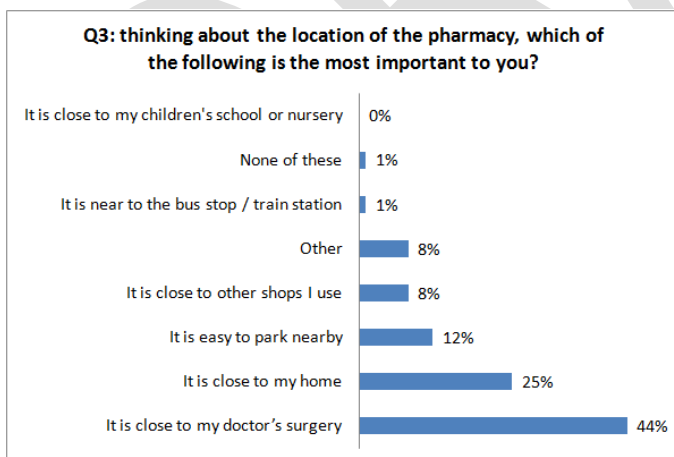 Q3: thinking about the location of the pharmacy, which of
the following is the most important to you?
It is close to my children's school or nursery 0%
None of these 1%
It is near to the bus stop / train station 1%
Other 8%
It is close to other shops I use 8%
It is easy to park nearby 12%
It is close to my home 25%
It is close to my doctor’s surgery 44%